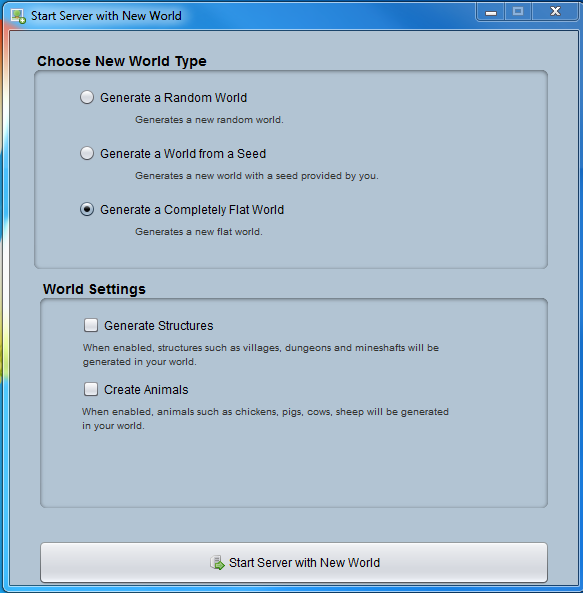 Start Server with New World
Choose New World Type
Generate a Random World
Generates a new random world.
Generate a World from a Seed
Generates a new world with a seed provided by you.
Generate a Completely Flat World
Generates a new flat world.
World Settings
Generate Structures
When enabled, structures such as villages, dungeons and mineshafts will be
generated in your world.
Create Animals
When enabled, animals such as chickens, pigs, cows, sheep will be generated
in your world.
Start Server with New World